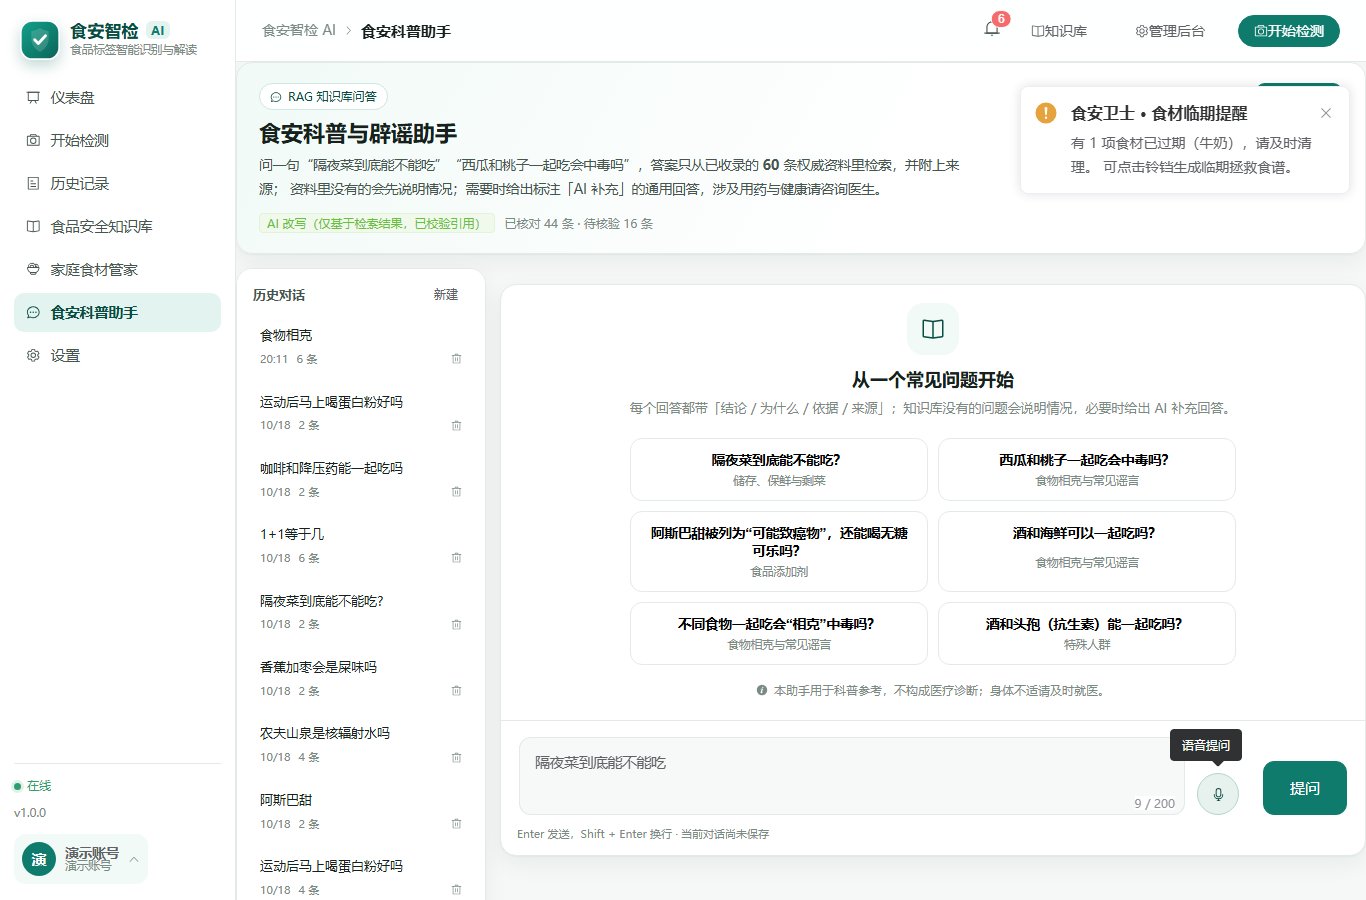 食安智检 AI
食品标签智能识别与解读
仪表盘
开始检测
历史记录
食品安全知识库
家庭食材管家
食安科普助手
设置
在线
v1.0.0
演
演示账号
演示账号
食安智检 AI > 食安科普助手
6
知识库
管理后台
开始检测
RAG 知识库问答
食安科普与辟谣助手
问一句“隔夜菜到底能不能吃”“西瓜和桃子一起吃会中毒吗”，答案只从已收录的 60 条权威资料里检索，并附上来
源； 资料里没有的会先说明情况；需要时给出标注「AI 补充」的通用回答，涉及用药与健康请咨询医生。
AI 改写（仅基于检索结果，已校验引用） 已核对 44 条 · 待核验 16 条
食安卫士 • 食材临期提醒
有 1 项食材已过期（牛奶），请及时清
理。 可点击铃铛生成临期拯救食谱。
历史对话 新建
食物相克
20:11 6 条
运动后马上喝蛋白粉好吗
10/18 2 条
咖啡和降压药能一起吃吗
10/18 2 条
1+1等于几
10/18 6 条
隔夜菜到底能不能吃?
10/18 2 条
香蕉加枣会是屎味吗
10/18 2 条
农夫山泉是核辐射水吗
10/18 4 条
阿斯巴甜
10/18 2 条
运动后马上喝蛋白粉好吗
10/18 4 条
从一个常见问题开始
每个回答都带「结论 / 为什么 / 依据 / 来源」；知识库没有的问题会说明情况，必要时给出 AI 补充回答。
隔夜菜到底能不能吃?
储存、保鲜与剩菜
西瓜和桃子一起吃会中毒吗?
食物相克与常见谣言
阿斯巴甜被列为“可能致癌物”，还能喝无糖
可乐吗?
食品添加剂
酒和海鲜可以一起吃吗?
食物相克与常见谣言
不同食物一起吃会“相克”中毒吗?
食物相克与常见谣言
酒和头孢（抗生素）能一起吃吗?
特殊人群
本助手用于科普参考，不构成医疗诊断；身体不适请及时就医。
语音提问
隔夜菜到底能不能吃
9 / 200
提问
Enter 发送，Shift + Enter 换行 · 当前对话尚未保存